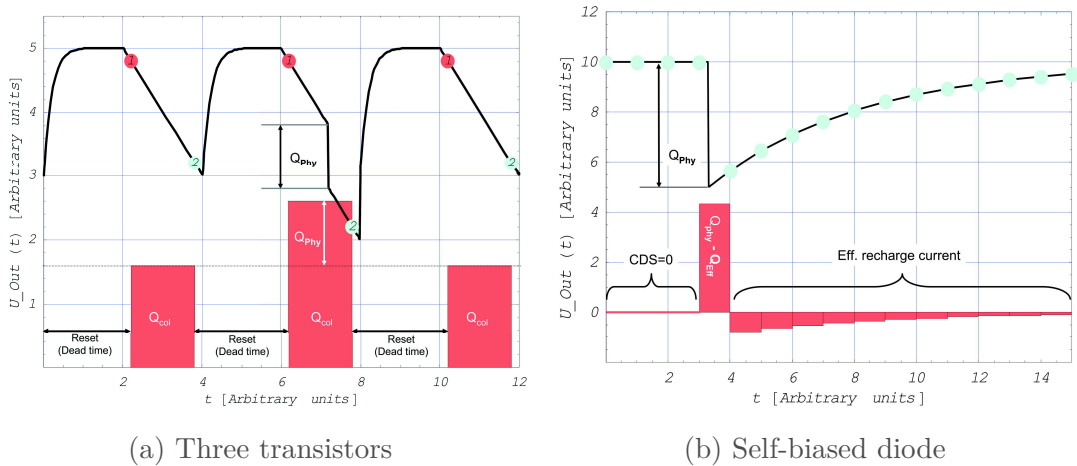 5
4
3
2
1
U_Out (t) [Arbitrary units]
1
2
1
2
1
2
Q_Phy
Q_Phy
Q_col
Q_col
Q_col
Reset
(Dead time)
Reset
(Dead time)
Reset
(Dead time)
2 4 6 8 10 12
t [Arbitrary units]
(a) Three transistors
12
10
8
6
4
2
0
U_Out (t) [Arbitrary units]
Q_Phy
Q_phy - Q_Eff
CDS=0
Eff. recharge current
0 2 4 6 8 10 12 14
t [Arbitrary units]
(b) Self-biased diode